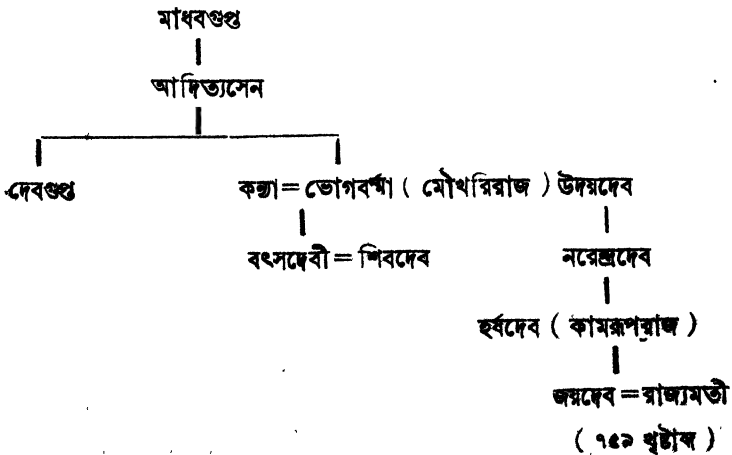 মাধবগুপ্ত
আদিত্যসেন
দেবগুপ্ত কন্যা = ভোগবর্ম্মা ( মৌখরিরাজ ) উদয়দেব
বৎসদেবী = শিবদেব নরেন্দ্রদেব
হর্ষদেব ( কামরূপরাজ )
জয়দেব = রাজ্যমতী
( ৭৫৯ খৃষ্টাব্দ )